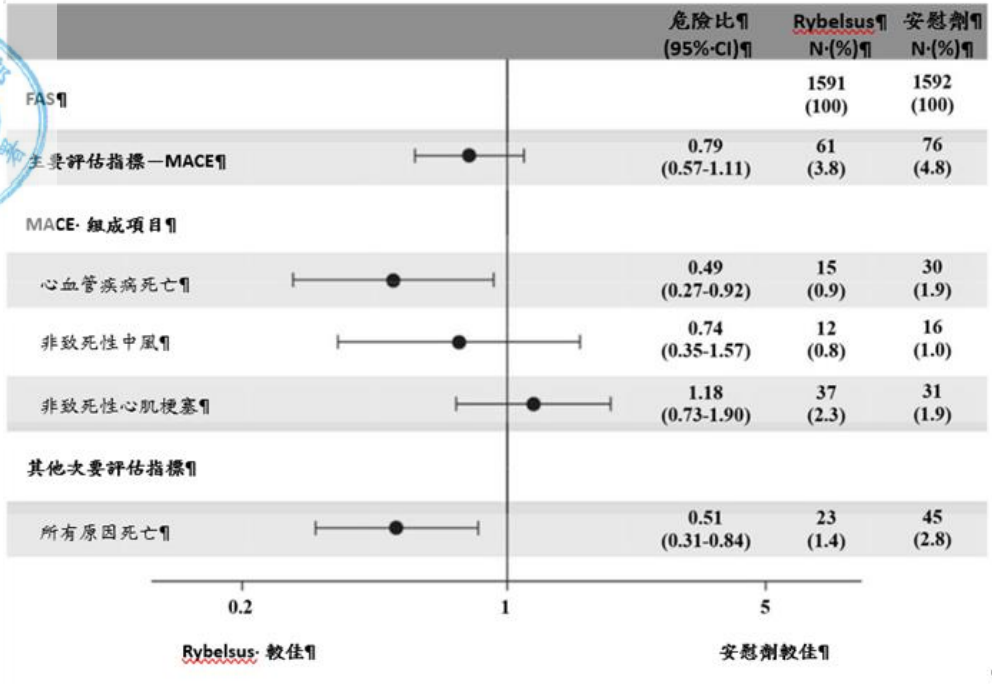 危險比¶ Rybelsus¶ 安慰劑¶
(95%·CI)¶ N·(%)¶ N·(%)¶
FAS¶ 1591 1592
(100) (100)
主要評估指標－MACE¶ 0.79 61 76
(0.57-1.11) (3.8) (4.8)
MACE· 組成項目¶
心血管疾病死亡¶ 0.49 15 30
(0.27-0.92) (0.9) (1.9)
非致死性中風¶ 0.74 12 16
(0.35-1.57) (0.8) (1.0)
非致死性心肌梗塞¶ 1.18 37 31
(0.73-1.90) (2.3) (1.9)
其他次要評估指標¶
所有原因死亡¶ 0.51 23 45
(0.31-0.84) (1.4) (2.8)
0.2 1 5
Rybelsus· 較佳¶ 安慰劑較佳¶